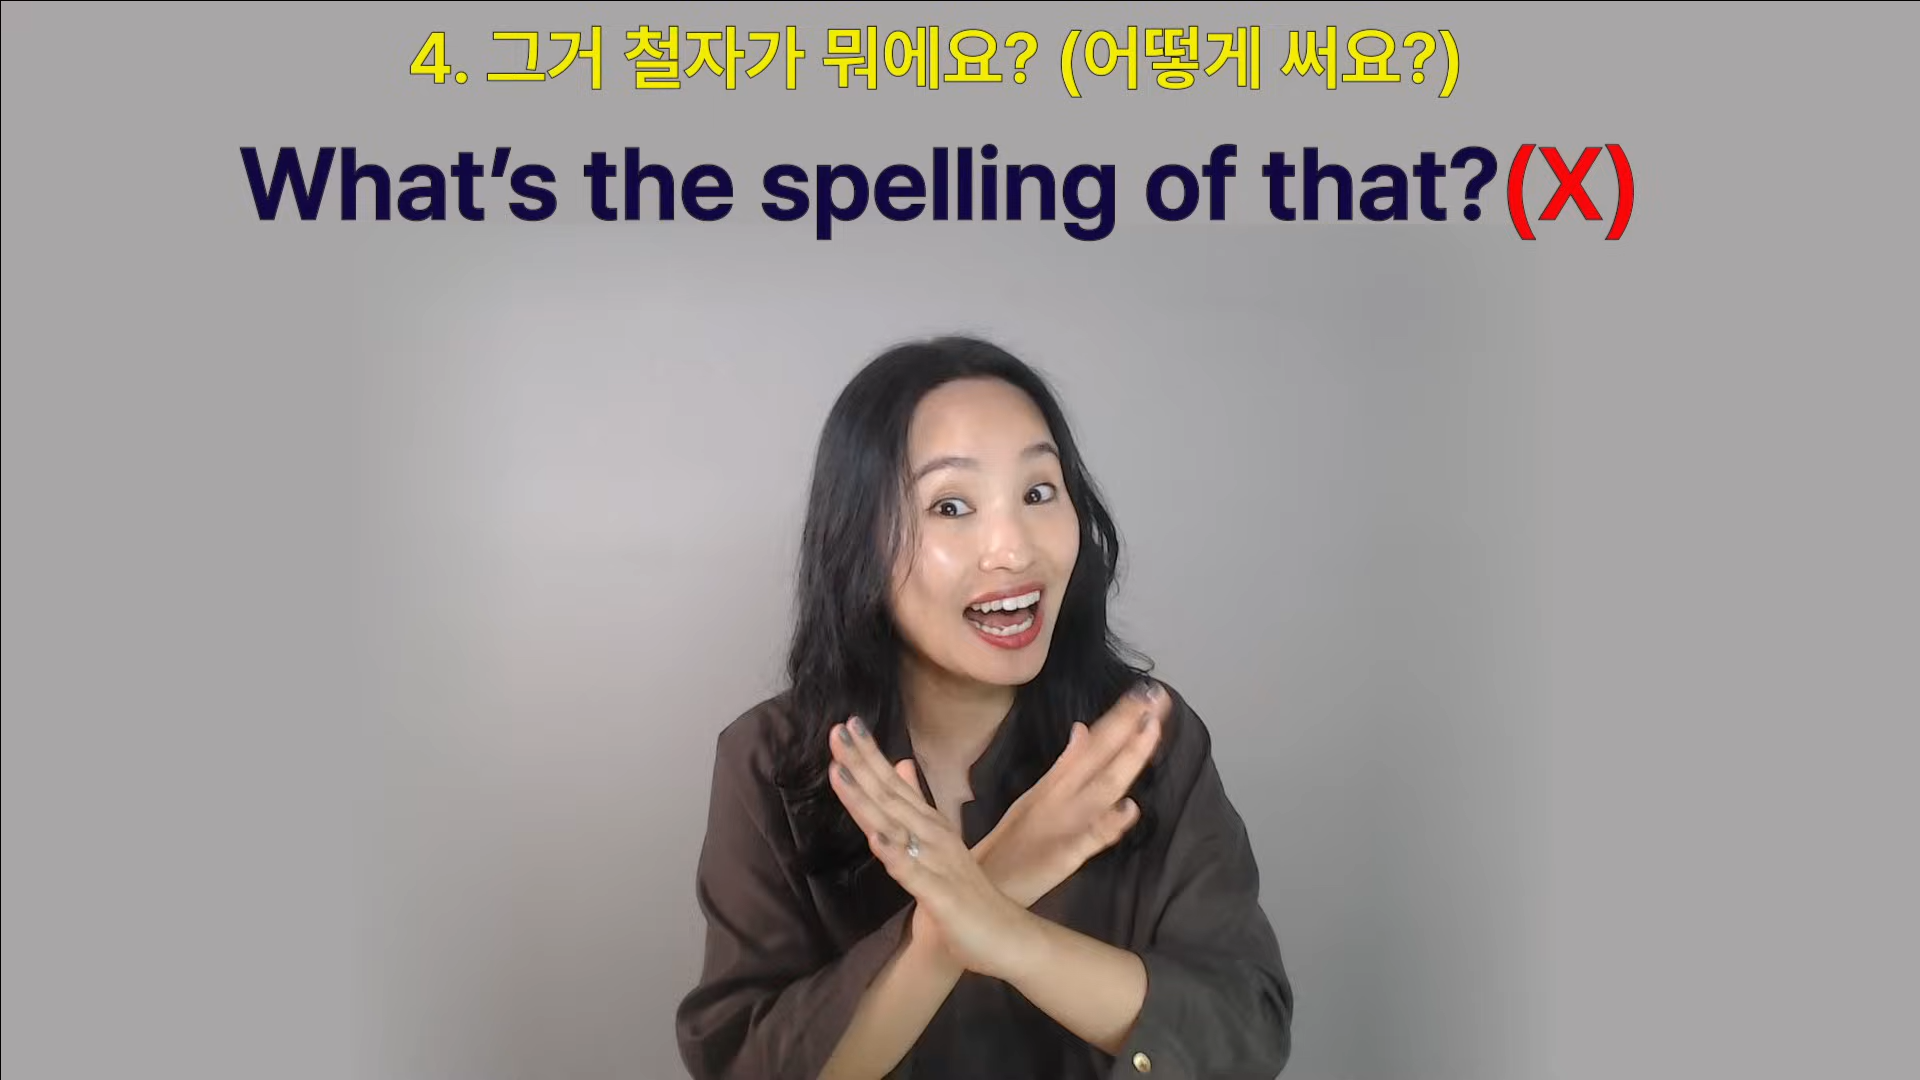 4. 그거 철자가 뭐에요? (어떻게 써요?)
What’s the spelling of that?(X)